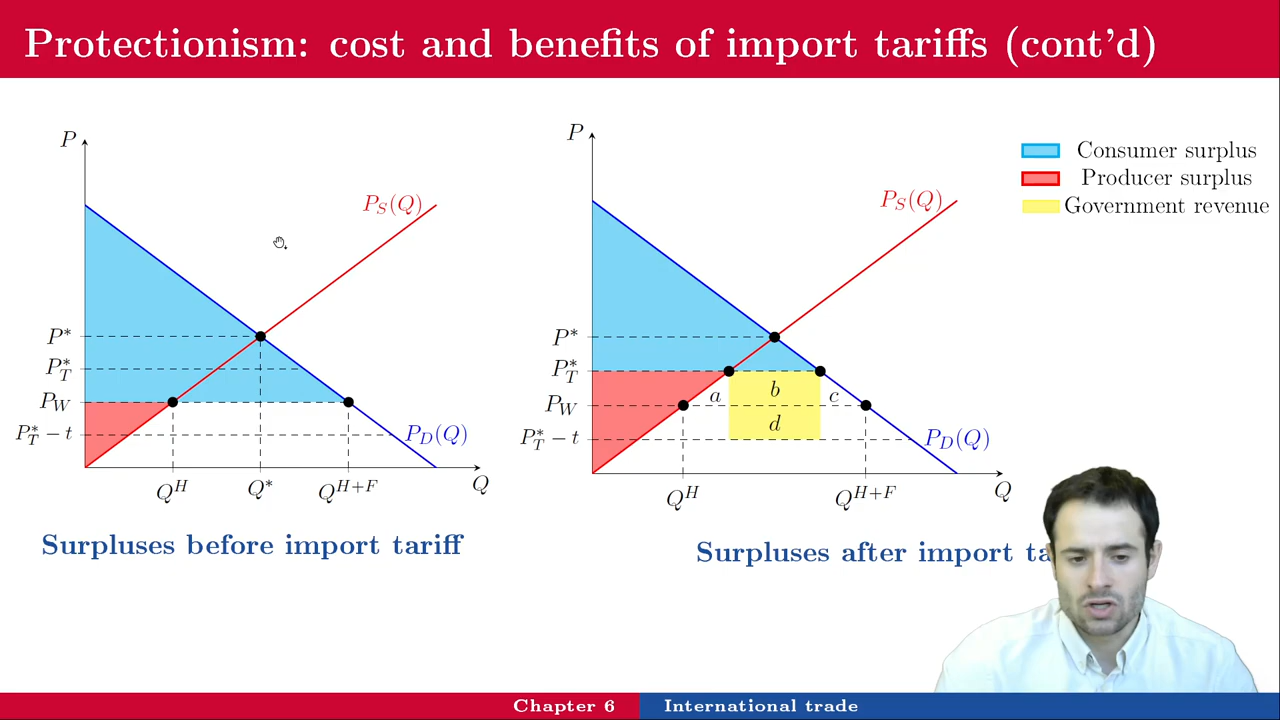 Protectionism: cost and benefits of import tariffs (cont'd)
P
P_S(Q)
P*
P*_T
P_W
P*_T − t
P_D(Q)
Q^H
Q*
Q^{H+F}
Q
Surpluses before import tariff
P
P_S(Q)
P*
P*_T
P_W
P*_T − t
a
b
c
d
P_D(Q)
Q^H
Q^{H+F}
Q
Surpluses after import ta
Consumer surplus
Producer surplus
Government revenue
Chapter 6
International trade